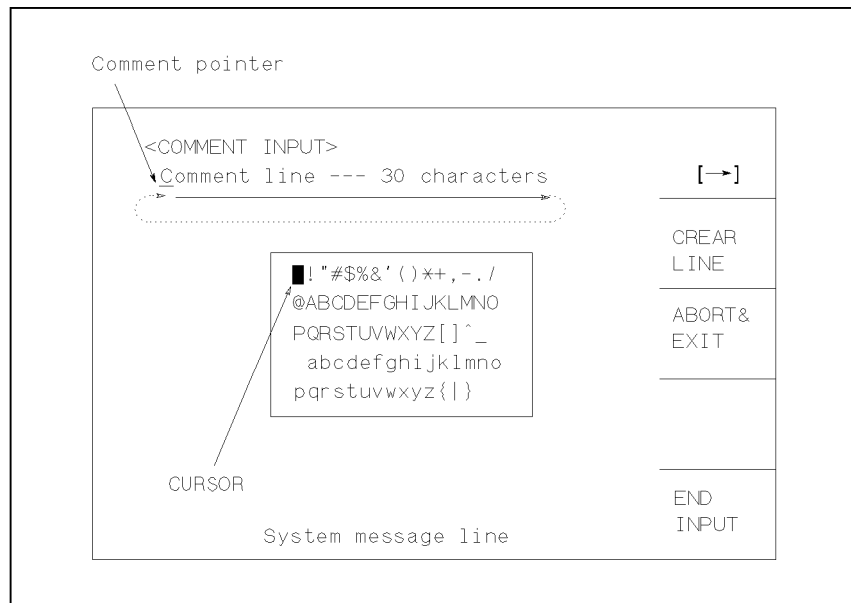 Comment pointer
<COMMENT INPUT>
Comment line --- 30 characters
[→]
CREAR
LINE
!"#$%&'()*+,-./
@ABCDEFGHIJKLMNO
PQRSTUVWXYZ[]^_
abcdefghijklmno
pqrstuvwxyz{|}
ABORT&
EXIT
CURSOR
END
INPUT
System message line